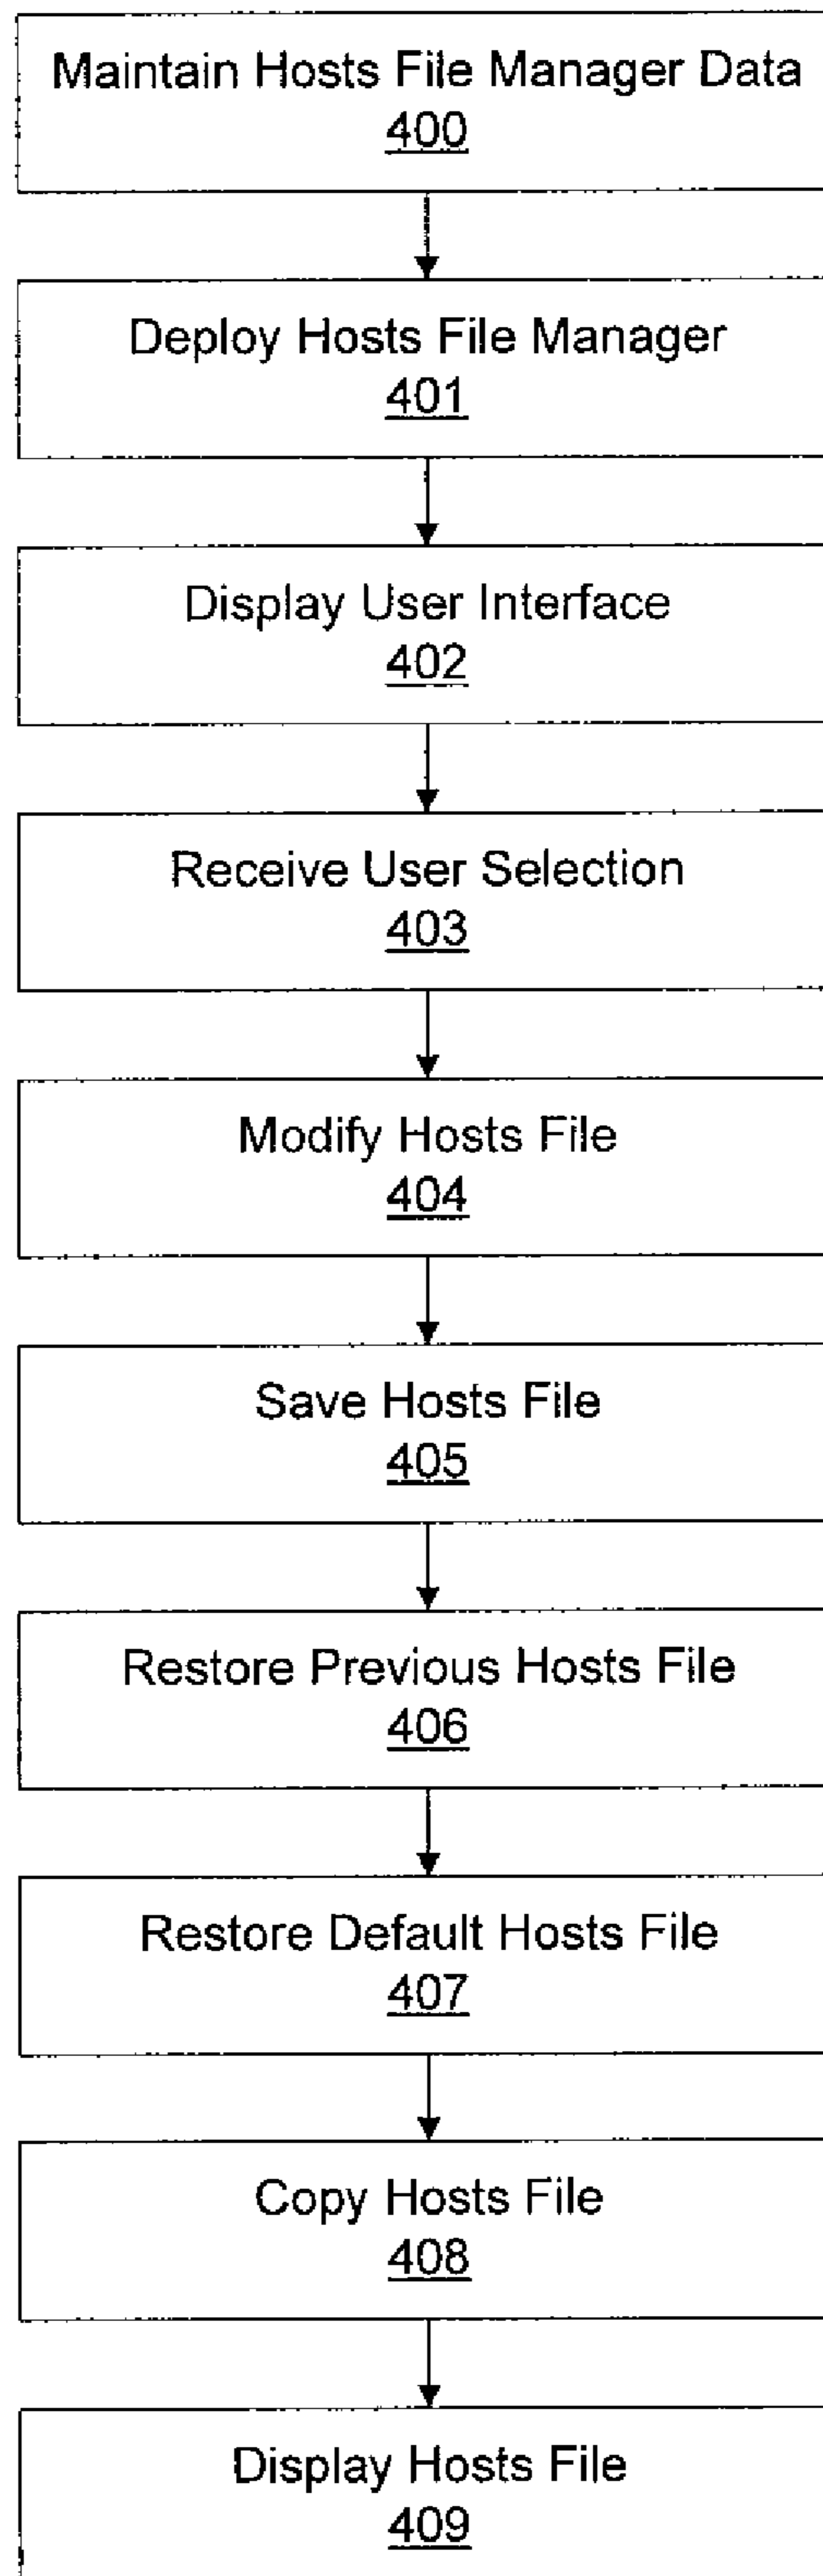 Maintain Hosts File Manager Data
400
Deploy Hosts File Manager
401
Display User Interface
402
Receive User Selection
403
Modify Hosts File
404
Save Hosts File
405
Restore Previous Hosts File
406
Restore Default Hosts File
407
Copy Hosts File
408
Display Hosts File
409